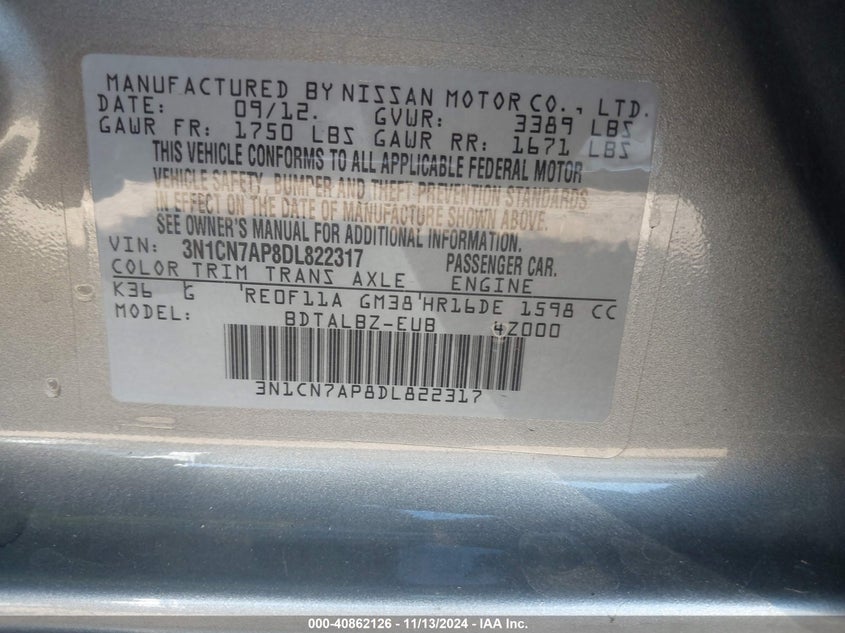 MANUFACTURED BY NISSAN MOTOR CO., LTD.
DATE: 09/12. GVWR: 3389 LBS
GAWR FR: 1750 LBS GAWR RR: 1671 LBS
THIS VEHICLE CONFORMS TO ALL APPLICABLE FEDERAL MOTOR
VEHICLE SAFETY, BUMPER AND THEFT PREVENTION STANDARDS
IN EFFECT ON THE DATE OF MANUFACTURE SHOWN ABOVE.
SEE OWNER'S MANUAL FOR ADDITIONAL INFORMATION.
VIN: 3N1CN7AP8DL822317 PASSENGER CAR.
COLOR TRIM TRANS AXLE ENGINE
K36 G 'RE0F11A GM38'HR16DE 1598 CC
MODEL: BDTALBZ-EUB 4Z000
3N1CN7AP8DL822317
000-40862126 - 11/13/2024 - IAA Inc.